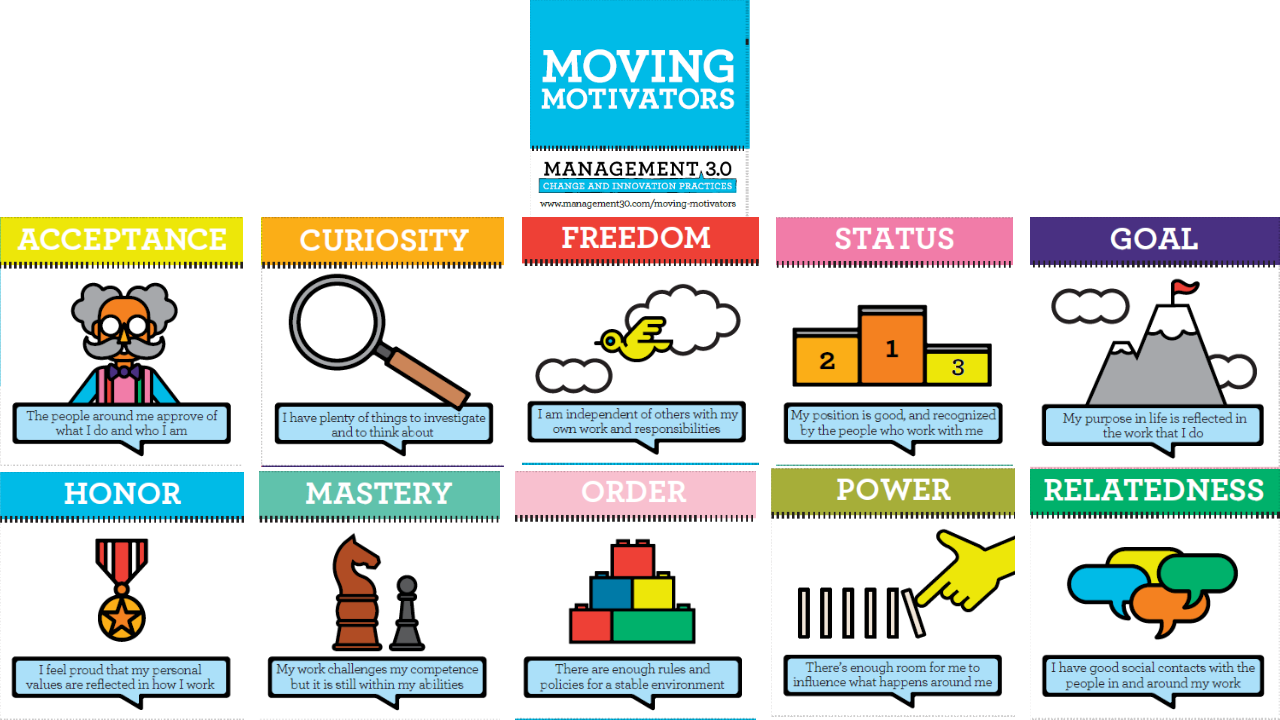 MOVING
MOTIVATORS
MANAGEMENT 3.0
CHANGE AND INNOVATION PRACTICES
www.management30.com/moving-motivators
ACCEPTANCE
The people around me approve of
what I do and who I am
CURIOSITY
I have plenty of things to investigate
and to think about
FREEDOM
I am independent of others with my
own work and responsibilities
STATUS
2
1
3
My position is good, and recognized
by the people who work with me
GOAL
My purpose in life is reflected in
the work that I do
HONOR
I feel proud that my personal
values are reflected in how I work
MASTERY
My work challenges my competence
but it is still within my abilities
ORDER
There are enough rules and
policies for a stable environment
POWER
There's enough room for me to
influence what happens around me
RELATEDNESS
I have good social contacts with the
people in and around my work